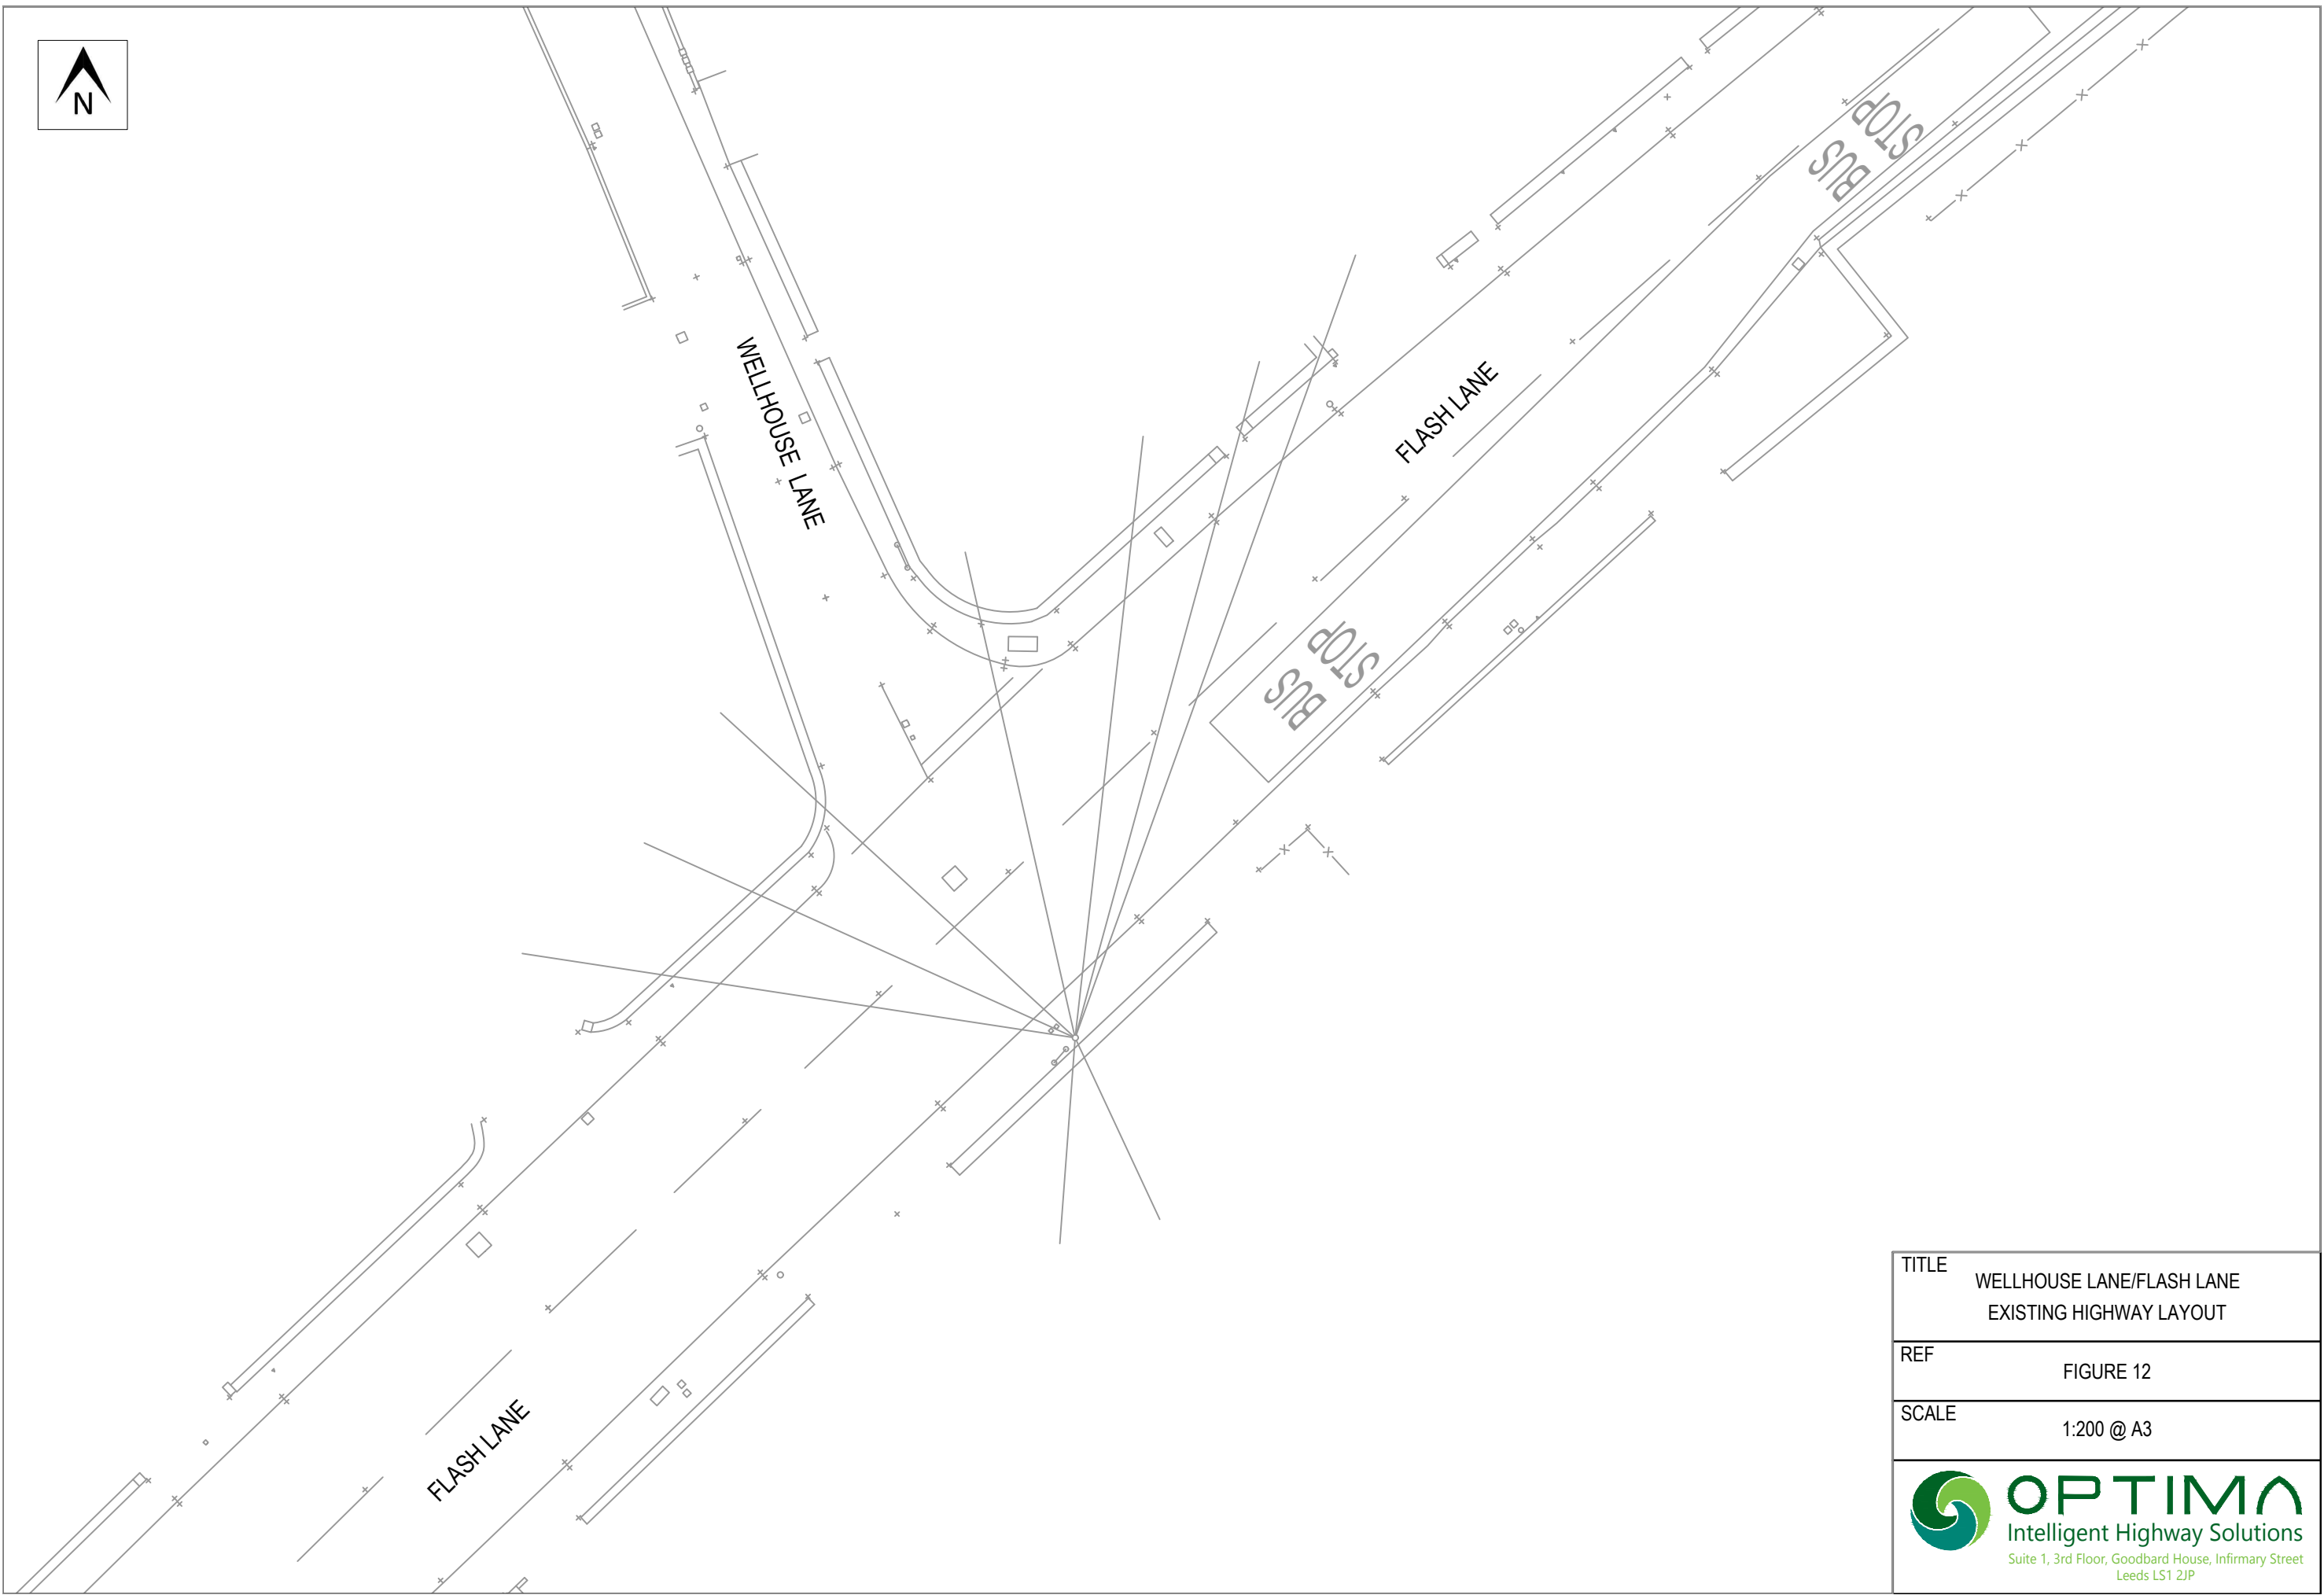 N
WELLHOUSE LANE
FLASH LANE
BUS
STOP
BUS
STOP
FLASH LANE
TITLE
WELLHOUSE LANE/FLASH LANE
EXISTING HIGHWAY LAYOUT
REF
FIGURE 12
SCALE
1:200 @ A3
OPTIMA
Intelligent Highway Solutions
Suite 1, 3rd Floor, Goodbard House, Infirmary Street
Leeds LS1 2JP